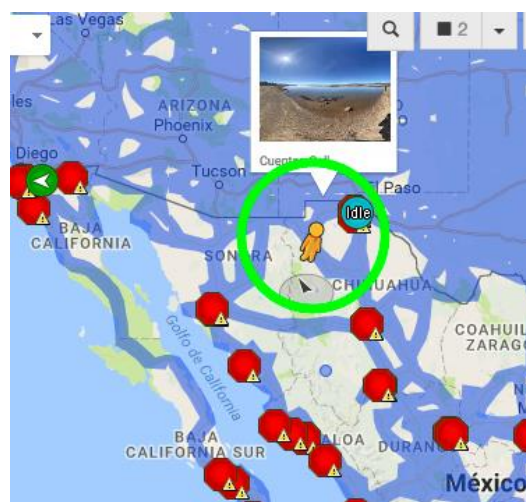 Las Vegas
2
les
ARIZONA
Phoenix
Diego
Tucson
El Paso
Idle
BAJA
CALIFORNIA
SONORA
CHIHUAHUA
COAHUIL
ZARAGO
Golfo de California
BAJA
CALIFORNIA SUR
ALOA
DURANG
México